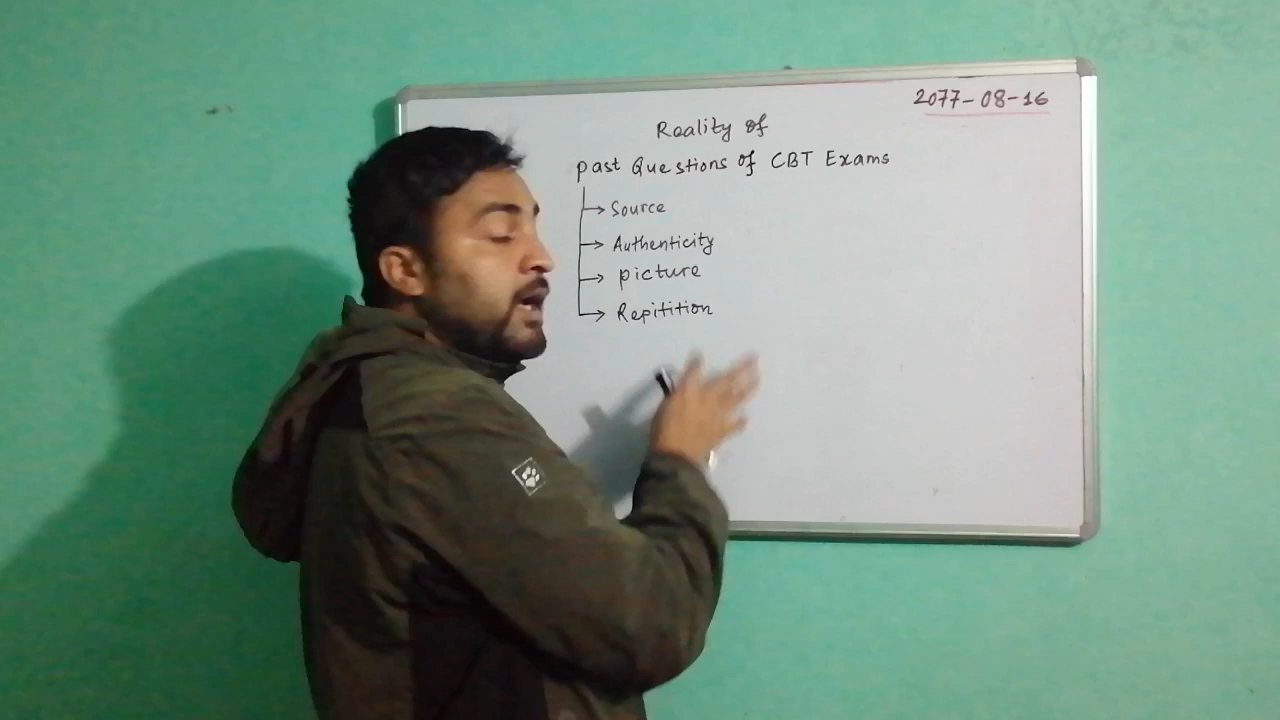 2077-08-16
Reality of
past Questions of CBT Exams
Source
Authenticity
picture
Repitition